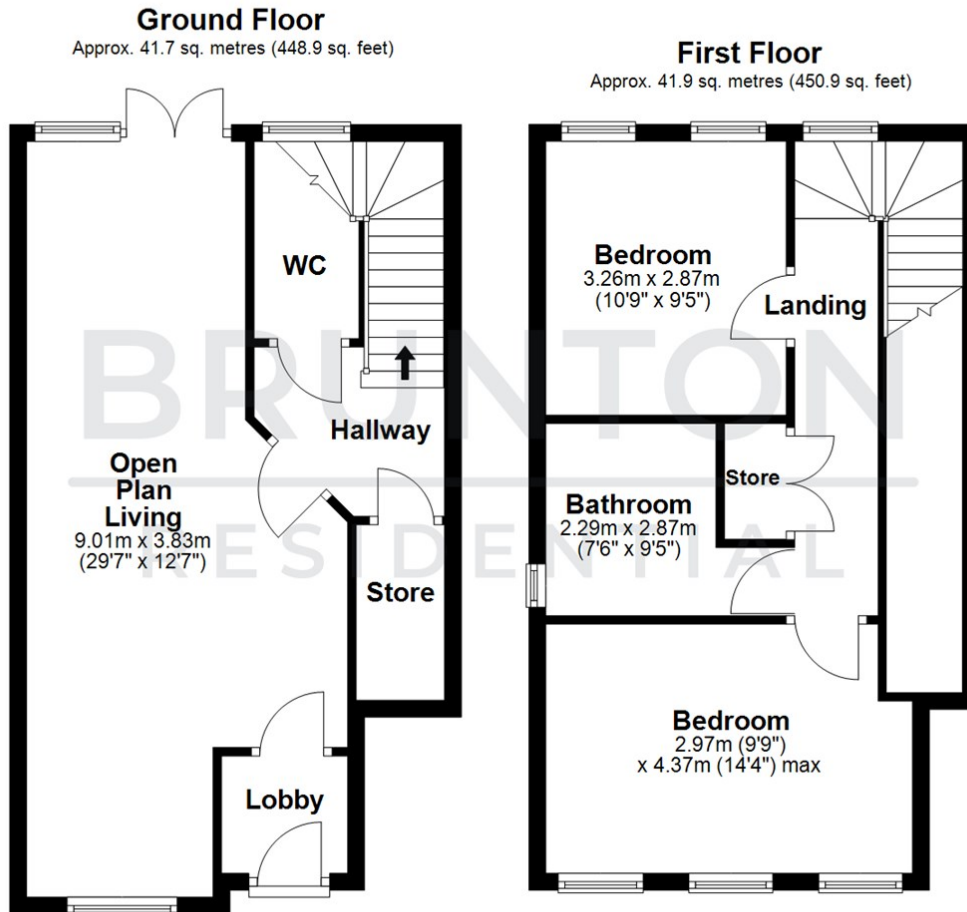 Ground Floor
Approx. 41.7 sq. metres (448.9 sq. feet)
WC
Hallway
Open
Plan
Living
9.01m x 3.83m
(29'7" x 12'7")
Store
Lobby
First Floor
Approx. 41.9 sq. metres (450.9 sq. feet)
Bedroom
3.26m x 2.87m
(10'9" x 9'5")
Landing
Store
Bathroom
2.29m x 2.87m
(7'6" x 9'5")
Bedroom
2.97m (9'9")
x 4.37m (14'4") max
BRUNTON
RESIDENTIAL